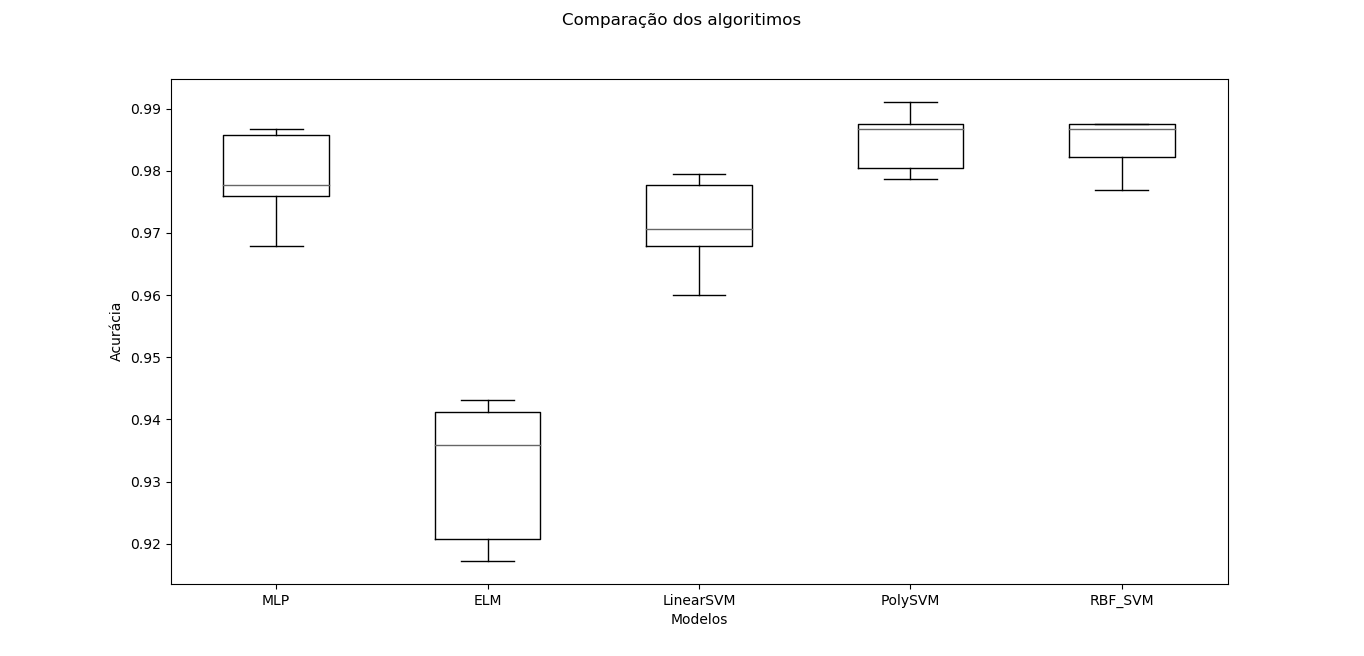 Comparação dos algoritimos
0.99
0.98
0.97
0.96
0.95
0.94
0.93
0.92
Acurácia
MLP ELM LinearSVM PolySVM RBF_SVM
Modelos